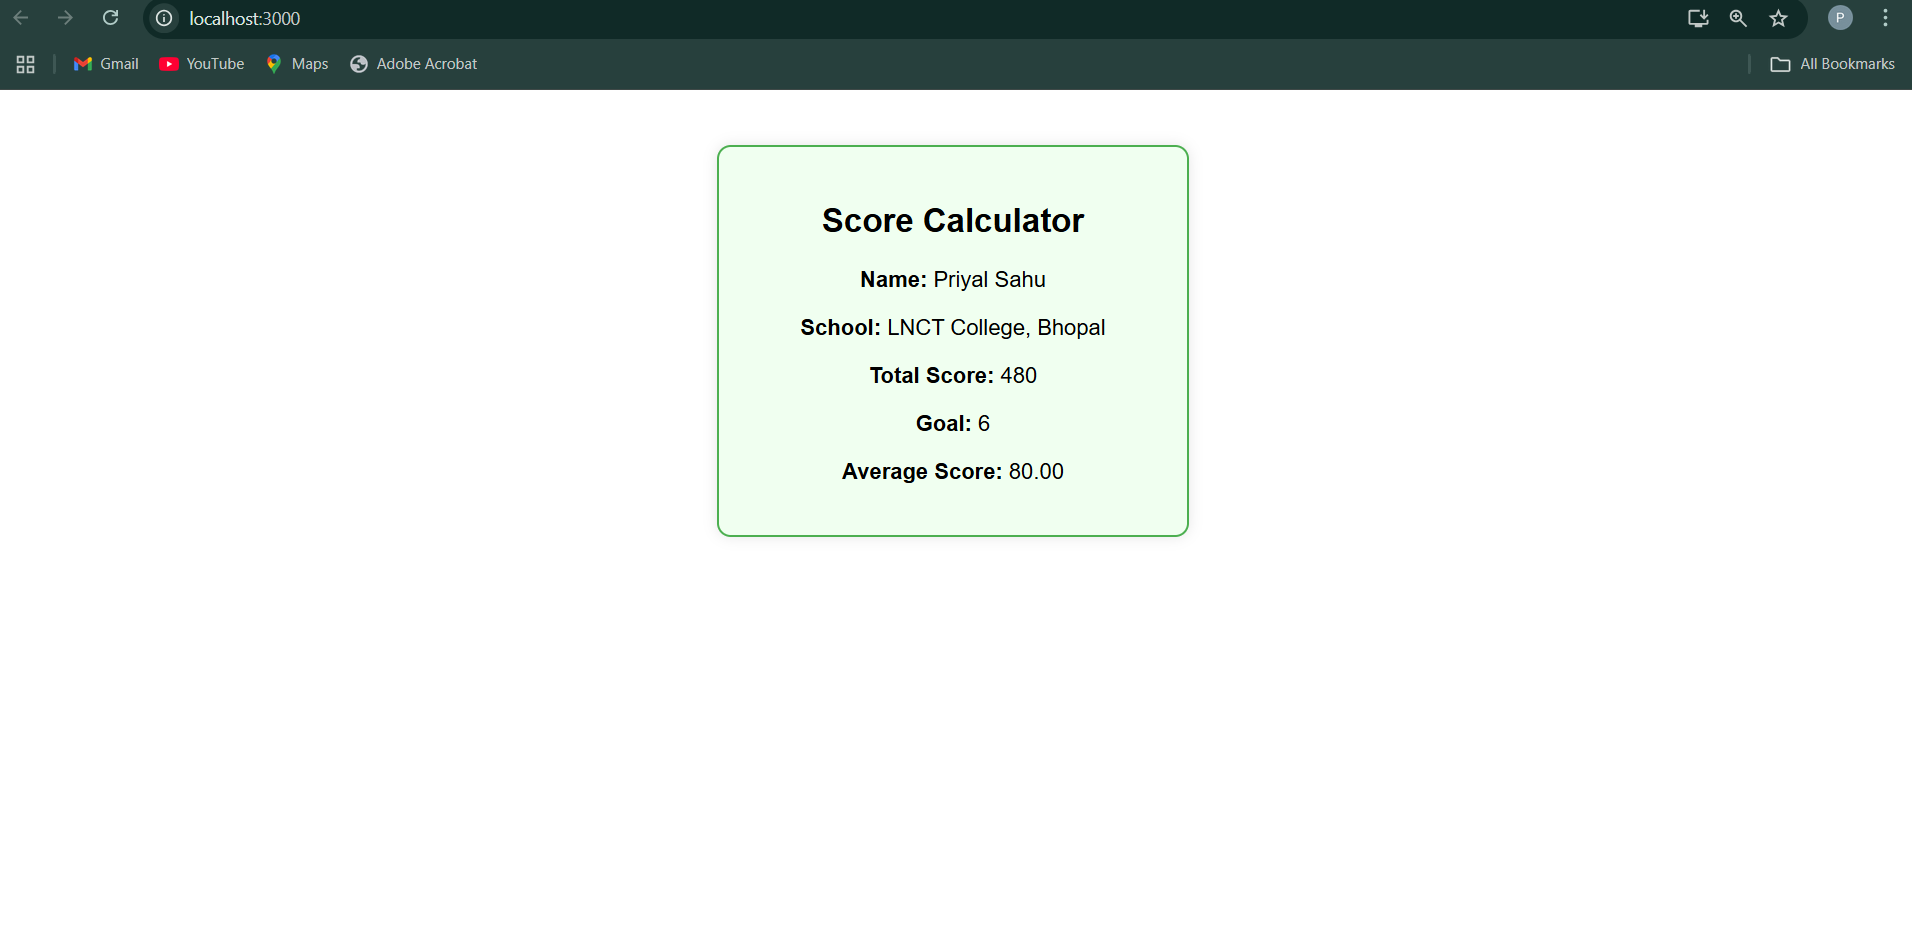 localhost:3000
P
Gmail YouTube Maps Adobe Acrobat All Bookmarks
Score Calculator
Name: Priyal Sahu
School: LNCT College, Bhopal
Total Score: 480
Goal: 6
Average Score: 80.00